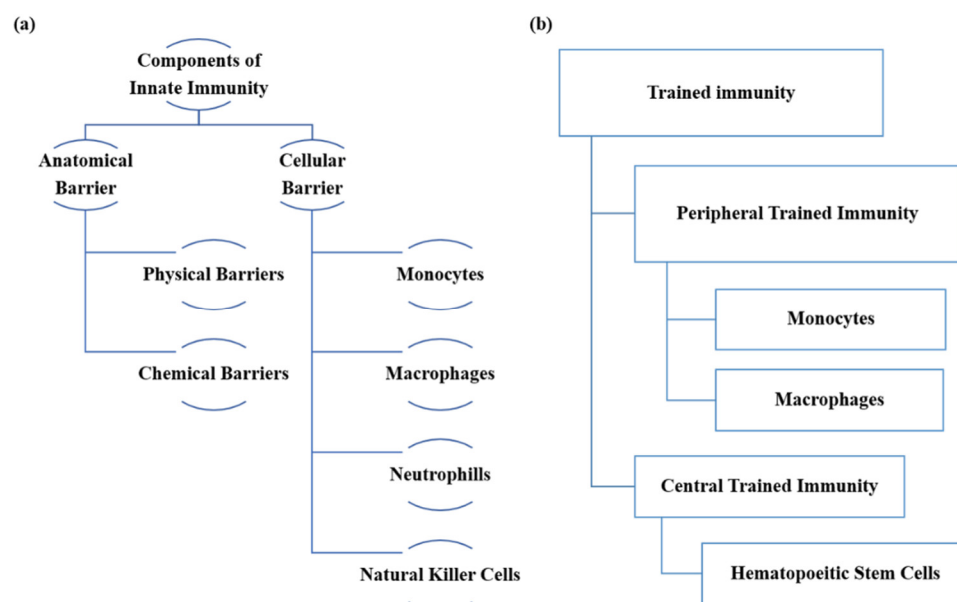 (a)
Components of
Innate Immunity
Anatomical
Barrier
Cellular
Barrier
Physical Barriers
Chemical Barriers
Monocytes
Macrophages
Neutrophills
Natural Killer Cells
(b)
Trained immunity
Peripheral Trained Immunity
Monocytes
Macrophages
Central Trained Immunity
Hematopoeitic Stem Cells